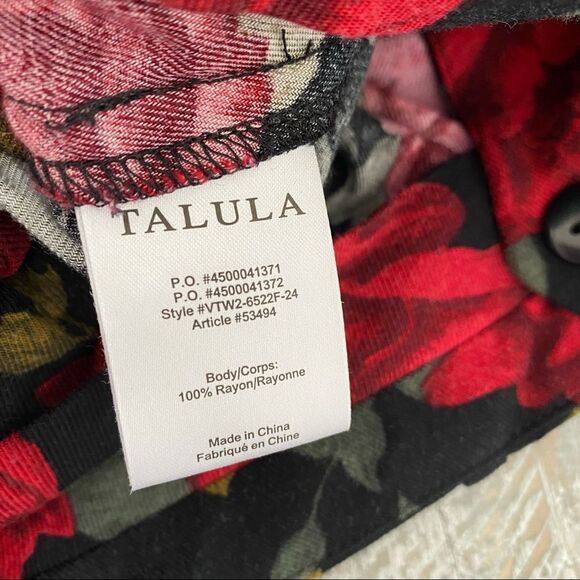 TALULA
P.O. #4500041371
P.O. #4500041372
Style #VTW2-6522F-24
Article #53494
Body/Corps:
100% Rayon/Rayonne
Made in China
Fabriqué en Chine